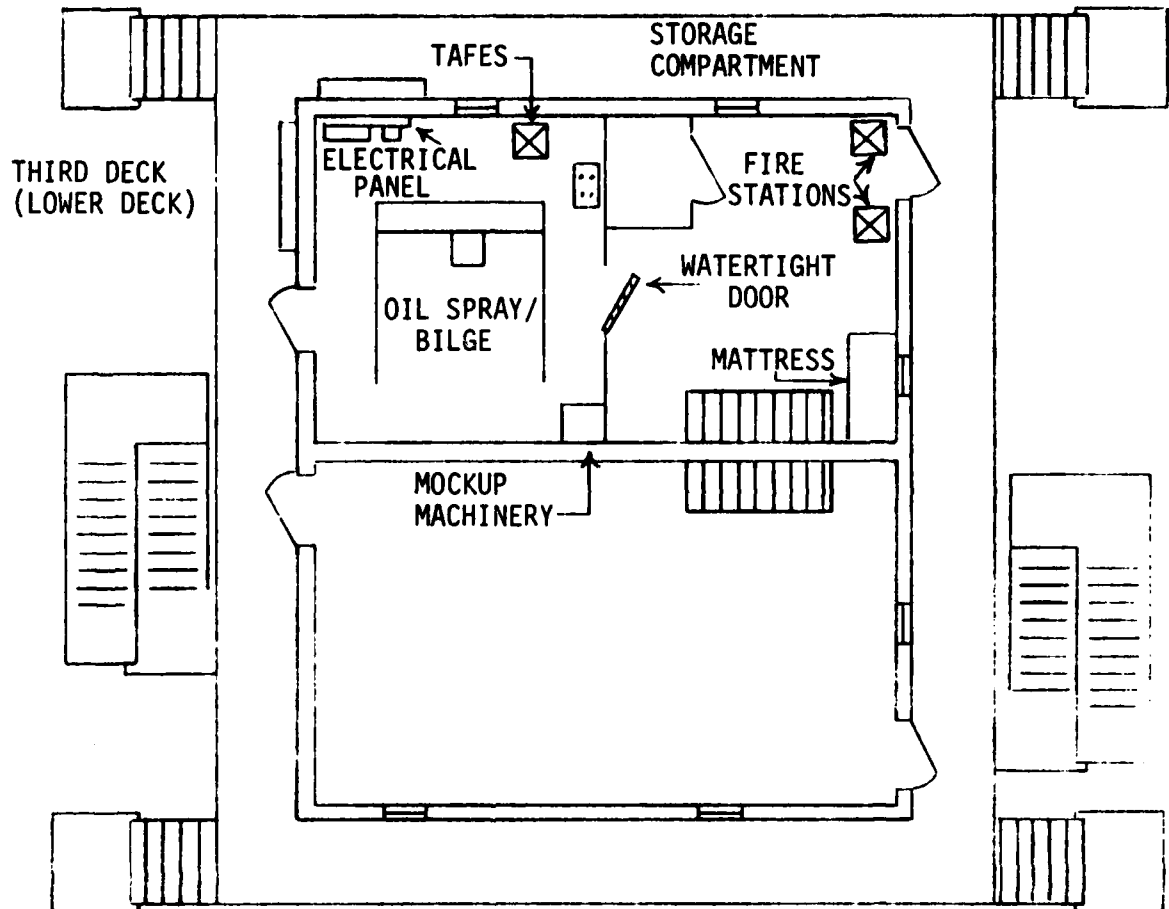 STORAGE
COMPARTMENT
TAFES
THIRD DECK
(LOWER DECK)
ELECTRICAL
PANEL
FIRE
STATIONS
WATERTIGHT
DOOR
OIL SPRAY/
BILGE
MATTRESS
MOCKUP
MACHINERY